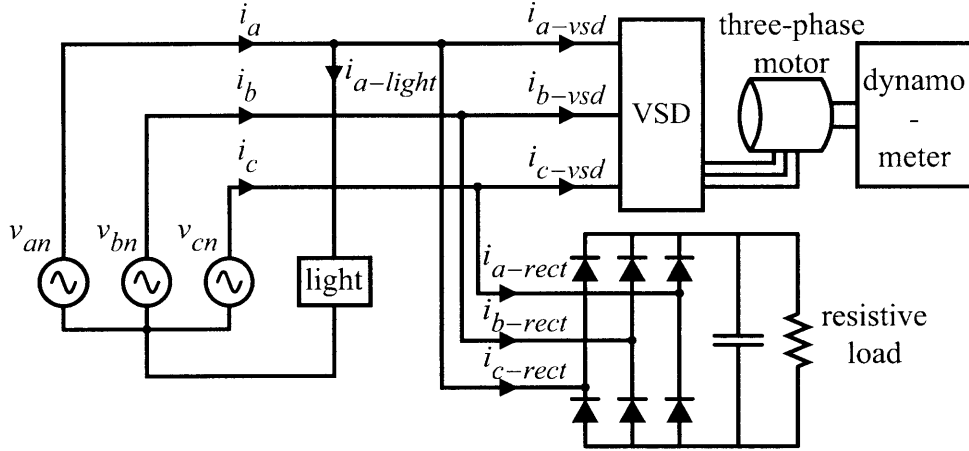 i_a
i_a−vsd
three-phase
motor
i_a−light
i_b
i_b−vsd
VSD
dynamo
-
meter
i_c
i_c−vsd
v_an
v_bn
v_cn
light
i_a−rect
i_b−rect
i_c−rect
resistive
load